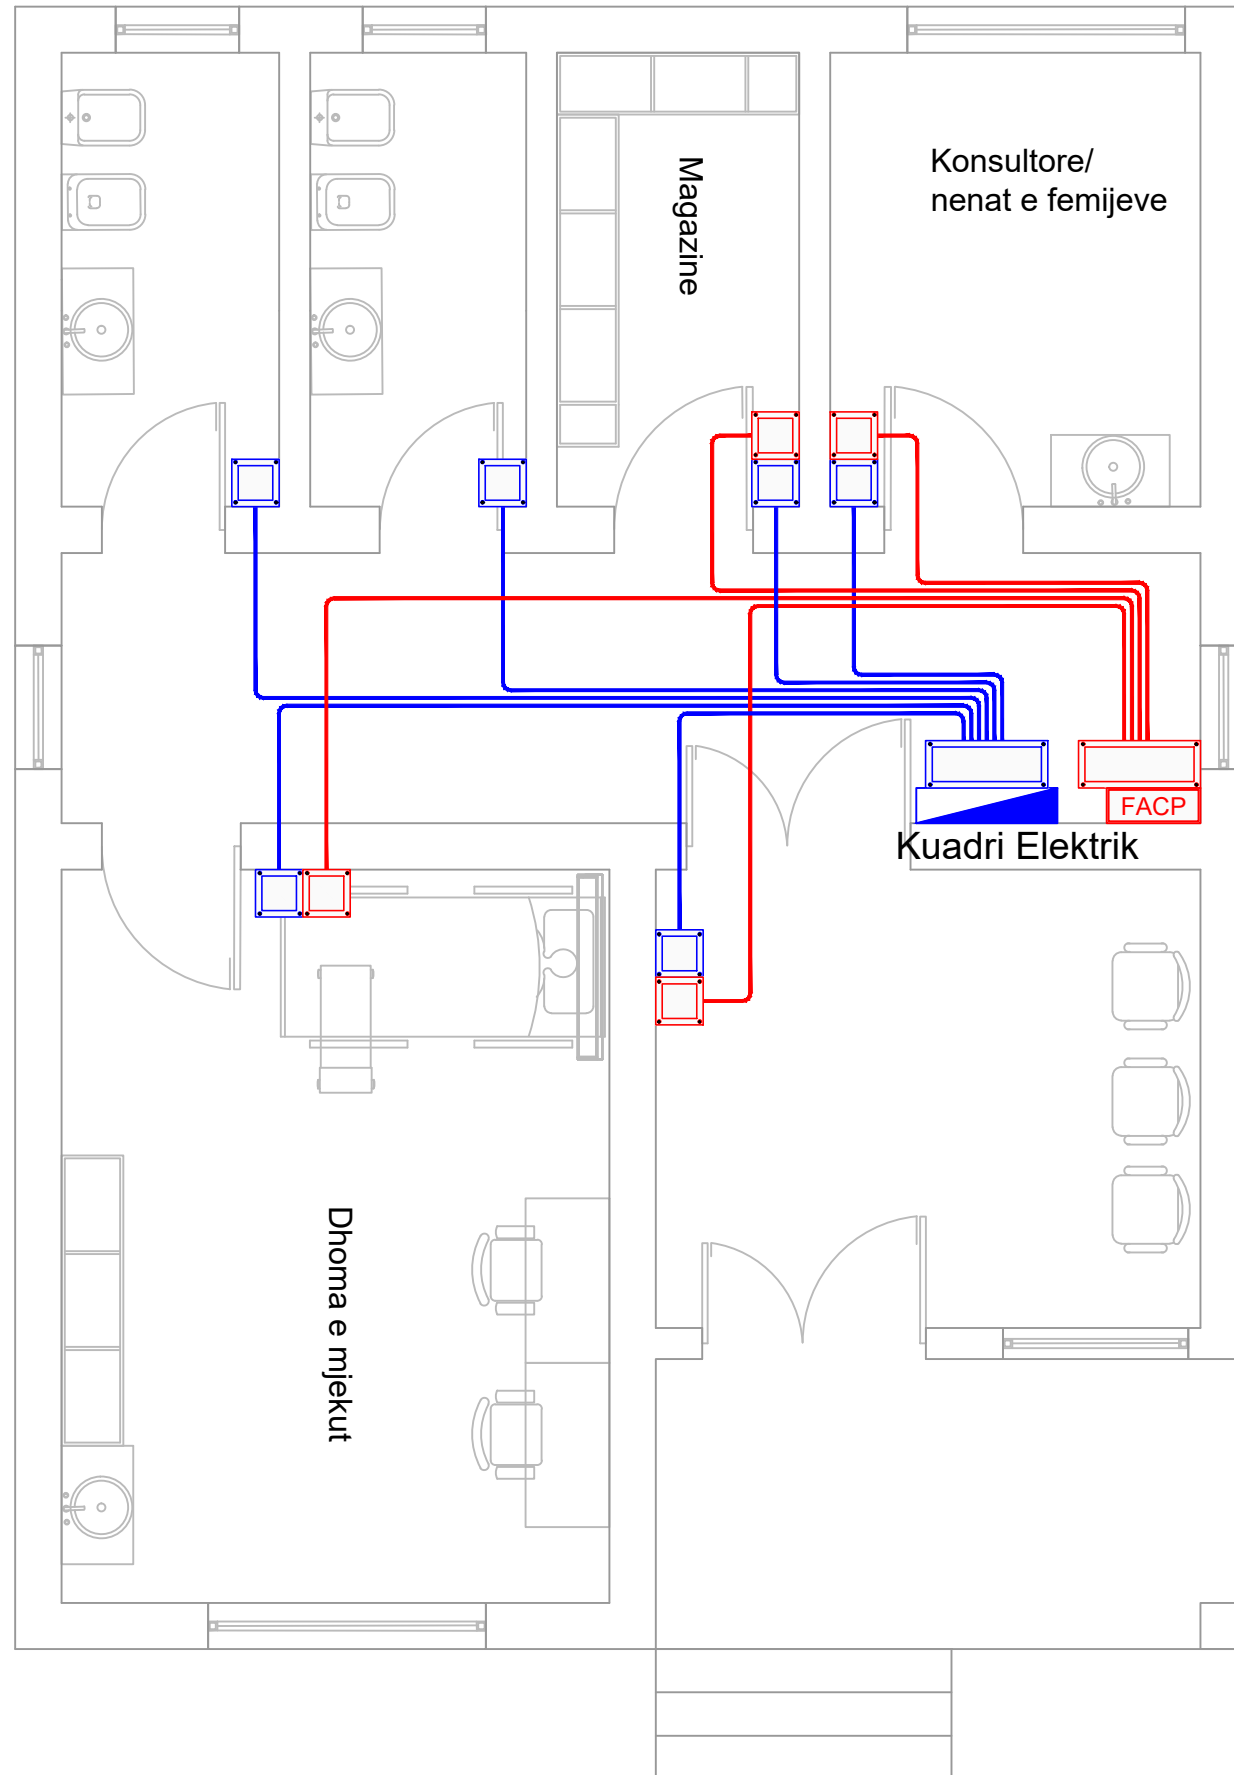 Konsultore/
nenat e femijeve
Magazine
FACP
Kuadri Elektrik
Dhoma e mjekut